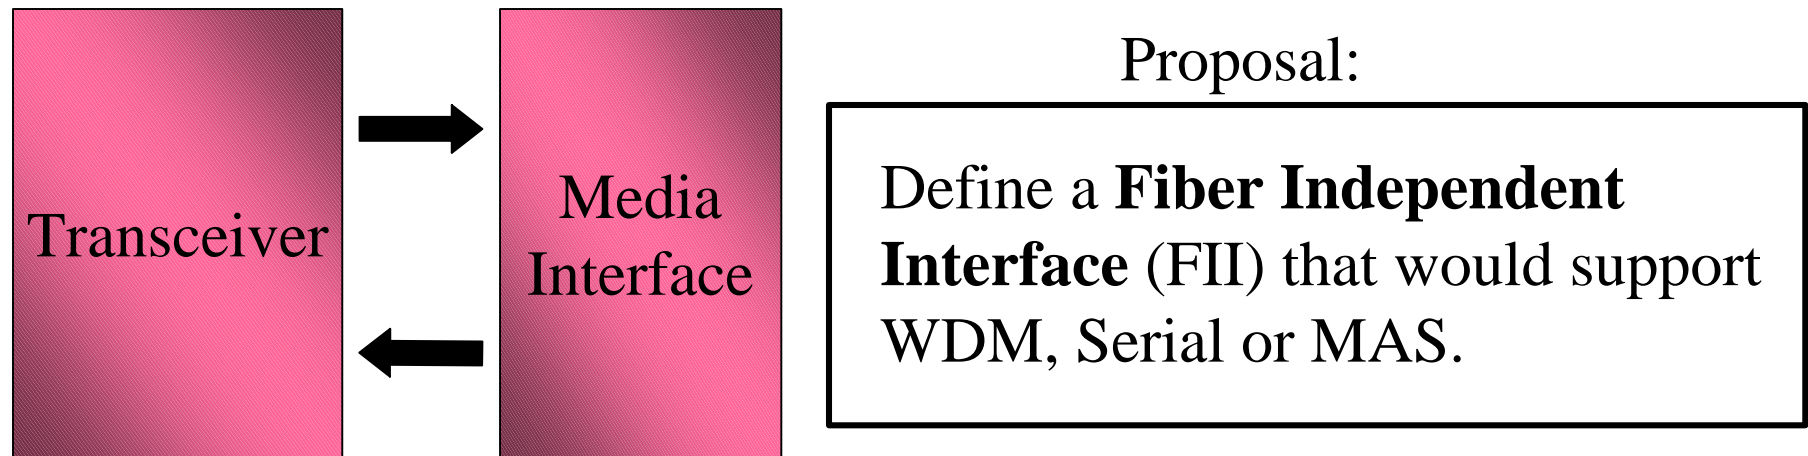 Transceiver
Media
Interface
Proposal:
Define a Fiber Independent
Interface (FII) that would support
WDM, Serial or MAS.